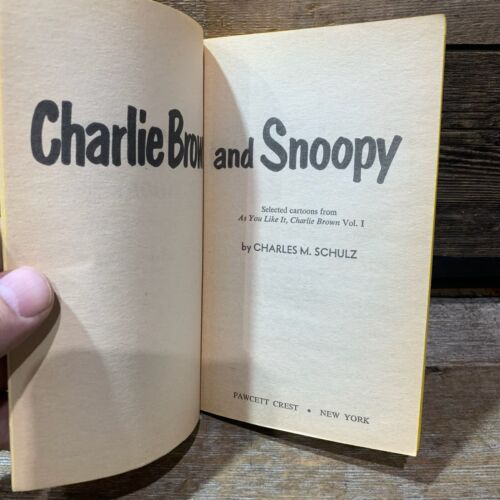 Charlie Brown and Snoopy
Selected cartoons from
As You Like It, Charlie Brown Vol. I
by CHARLES M. SCHULZ
FAWCETT CREST • NEW YORK